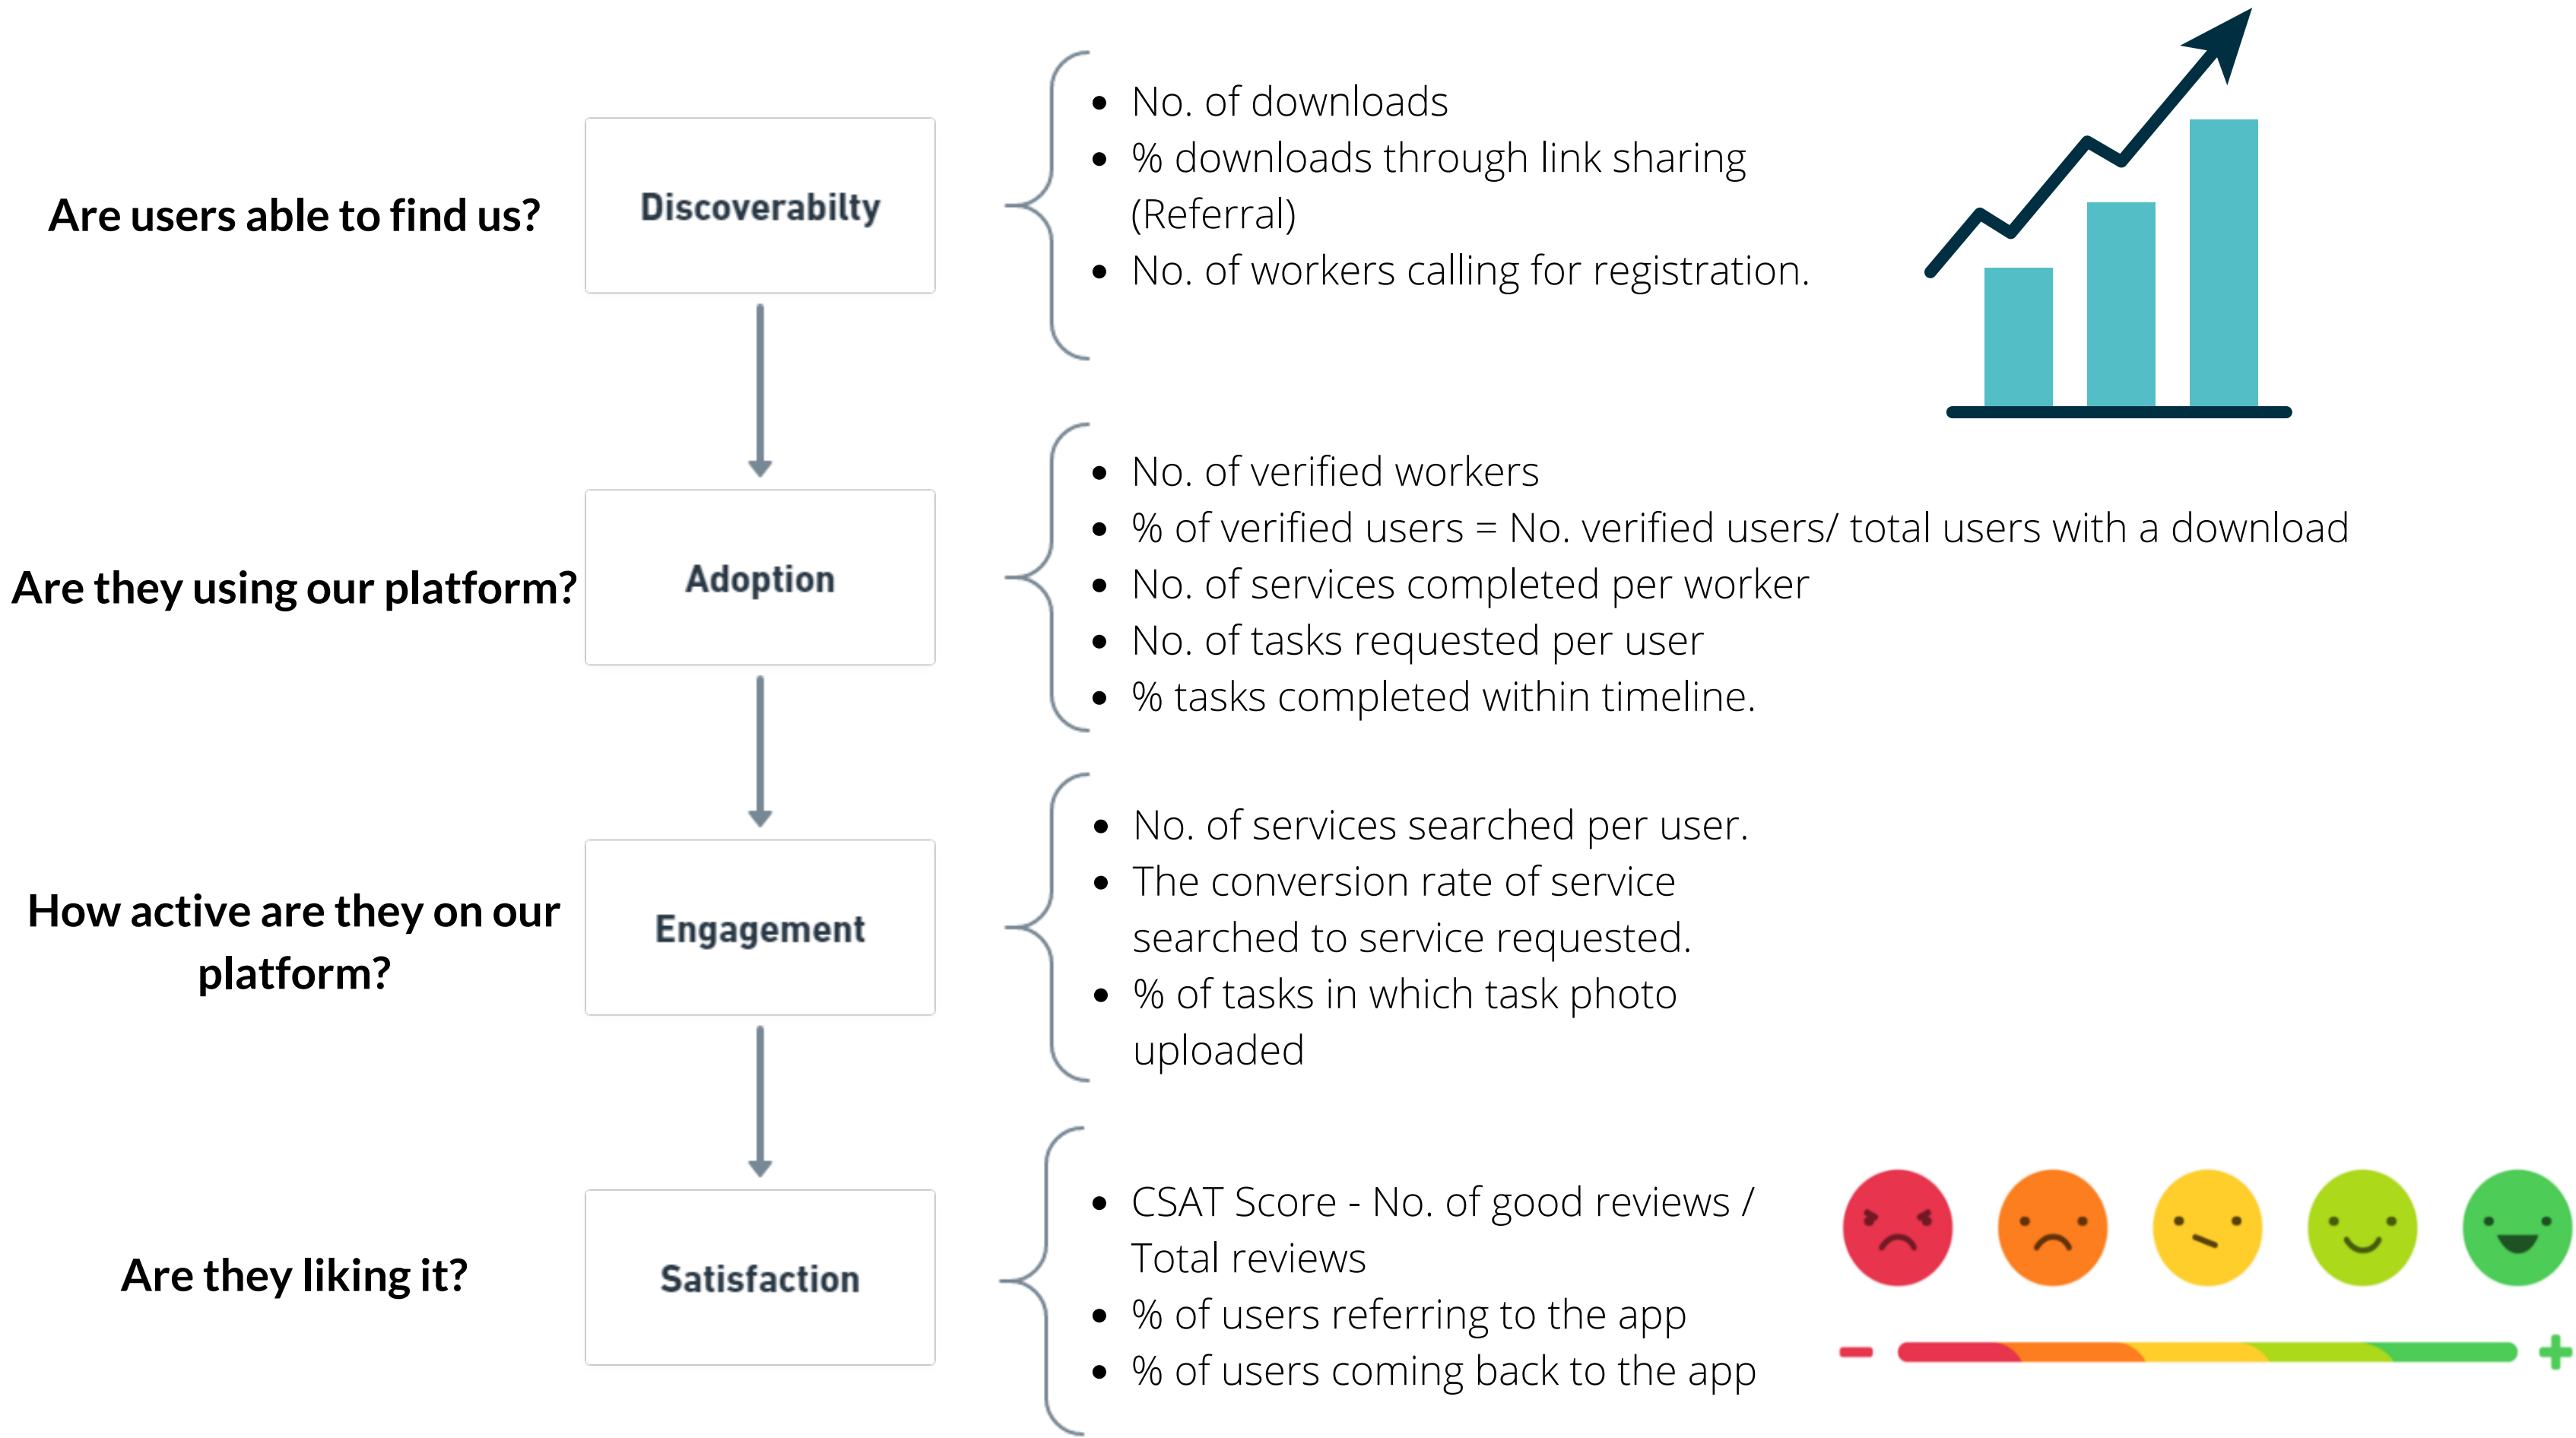 Are users able to find us?
Discoverabilty
• No. of downloads
• % downloads through link sharing
(Referral)
• No. of workers calling for registration.
Are they using our platform?
Adoption
• No. of verified workers
• % of verified users = No. verified users/ total users with a download
• No. of services completed per worker
• No. of tasks requested per user
• % tasks completed within timeline.
How active are they on our
platform?
Engagement
• No. of services searched per user.
• The conversion rate of service
searched to service requested.
• % of tasks in which task photo
uploaded
Are they liking it?
Satisfaction
• CSAT Score - No. of good reviews /
Total reviews
• % of users referring to the app
• % of users coming back to the app
- +